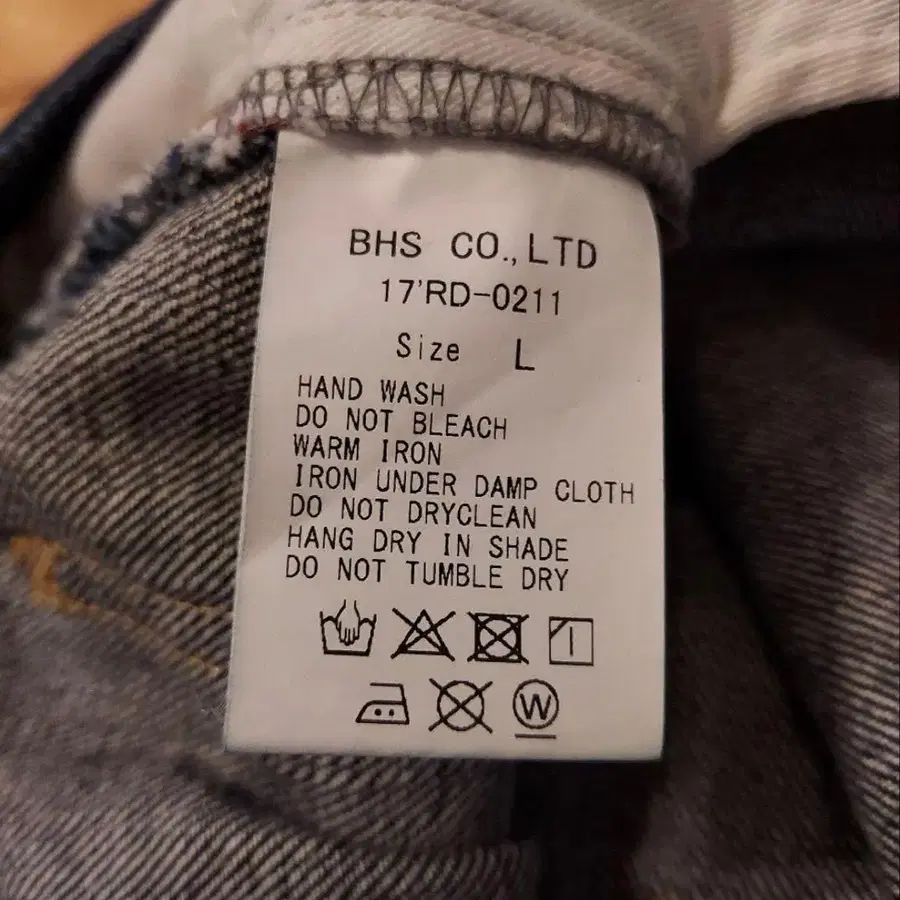 BHS CO.,LTD
17'RD-0211
Size L
HAND WASH
DO NOT BLEACH
WARM IRON
IRON UNDER DAMP CLOTH
DO NOT DRYCLEAN
HANG DRY IN SHADE
DO NOT TUMBLE DRY
W